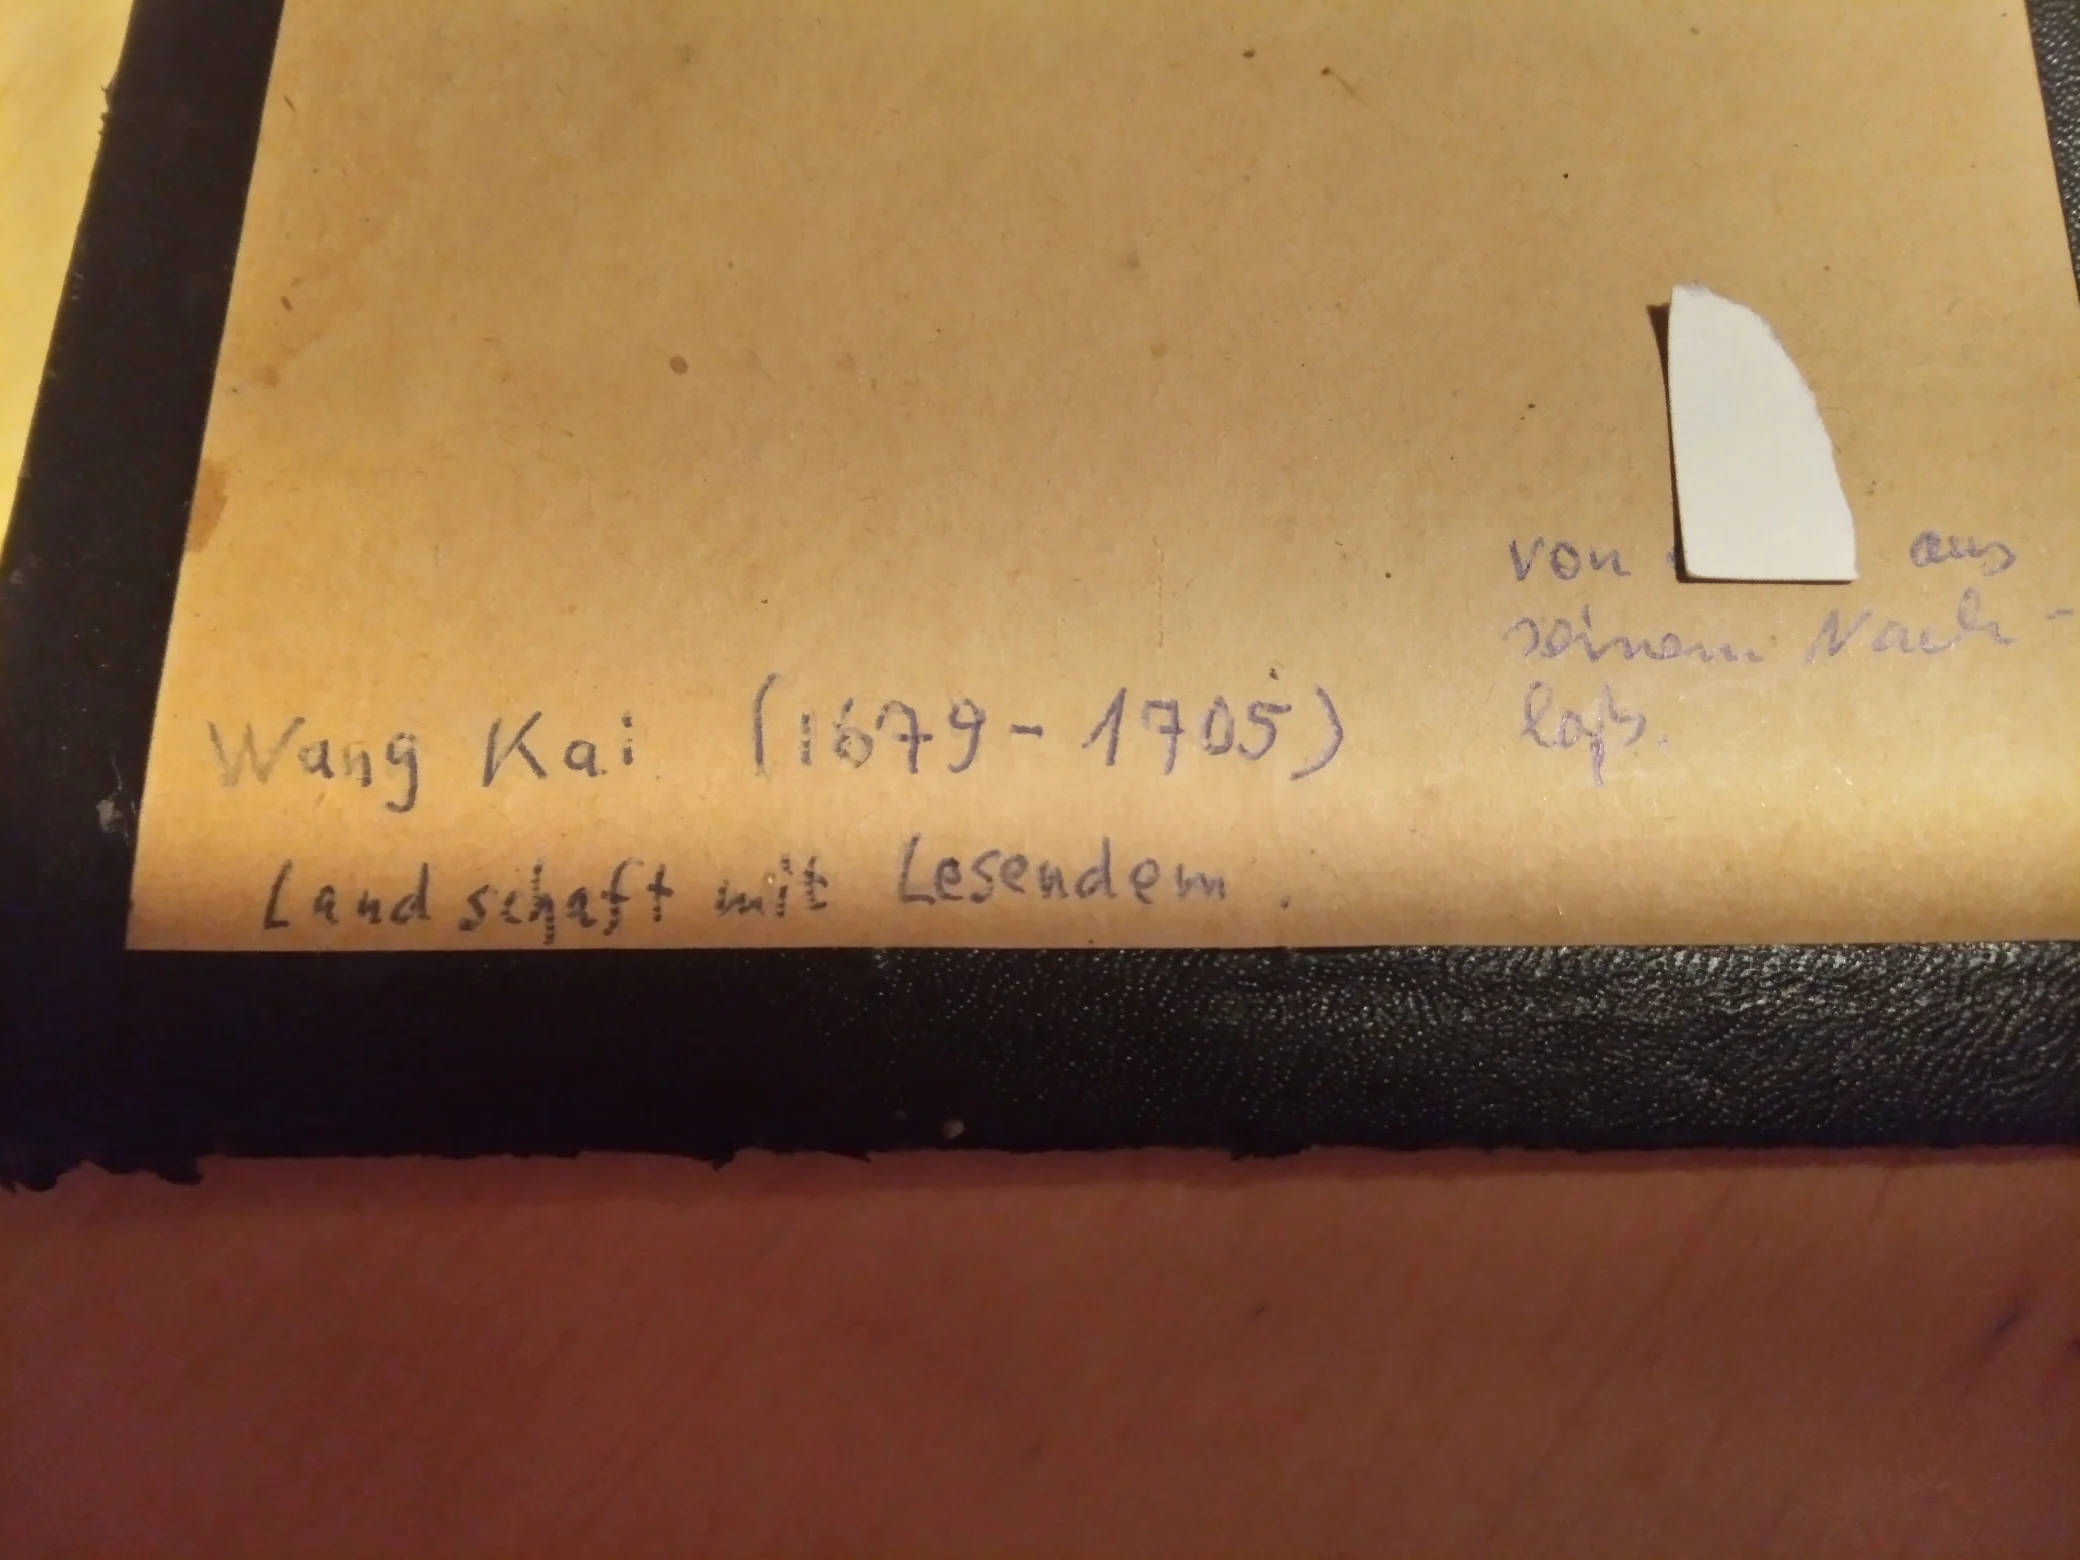 von aus
seinem Nach-
laß.
Wang Kai (1679-1705)
Landschaft mit Lesendem.